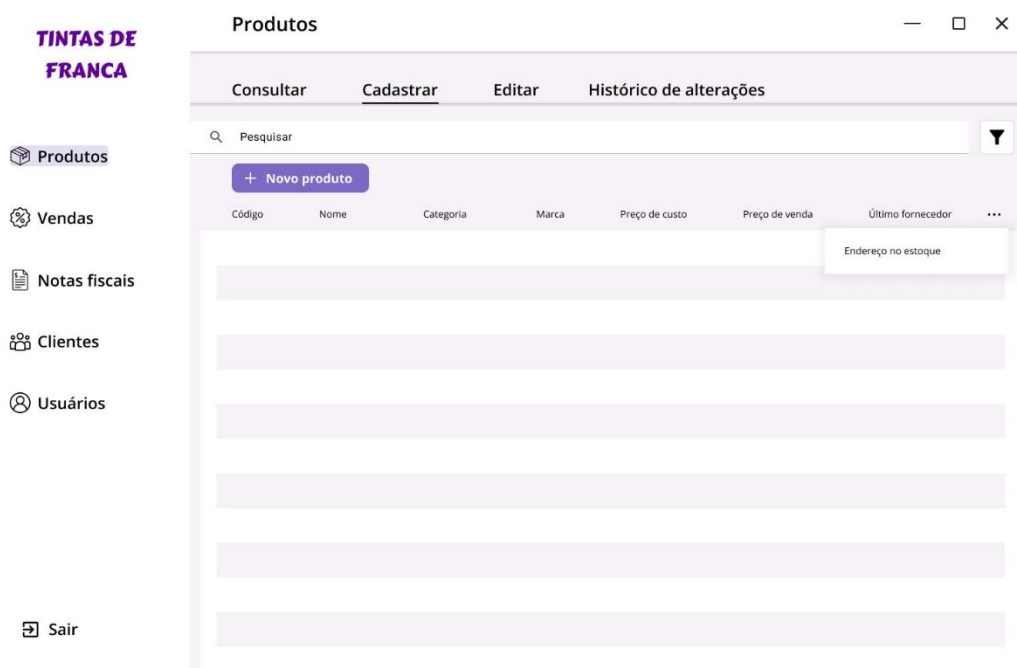 TINTAS DE
FRANCA
Produtos
Vendas
Notas fiscais
Clientes
Usuários
Sair
Produtos
Consultar Cadastrar Editar Histórico de alterações
Pesquisar
+ Novo produto
Código Nome Categoria Marca Preço de custo Preço de venda Último fornecedor ...
Endereço no estoque